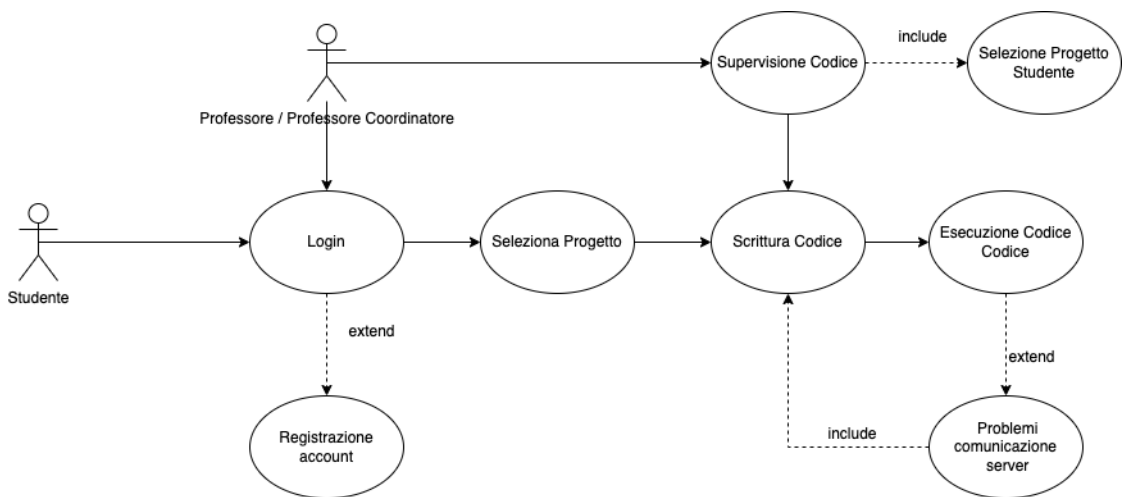 include
Supervisione Codice
Selezione Progetto
Studente
Professore / Professore Coordinatore
Login
Seleziona Progetto
Scrittura Codice
Esecuzione Codice
Codice
Studente
extend
extend
Registrazione
account
include
Problemi
comunicazione
server